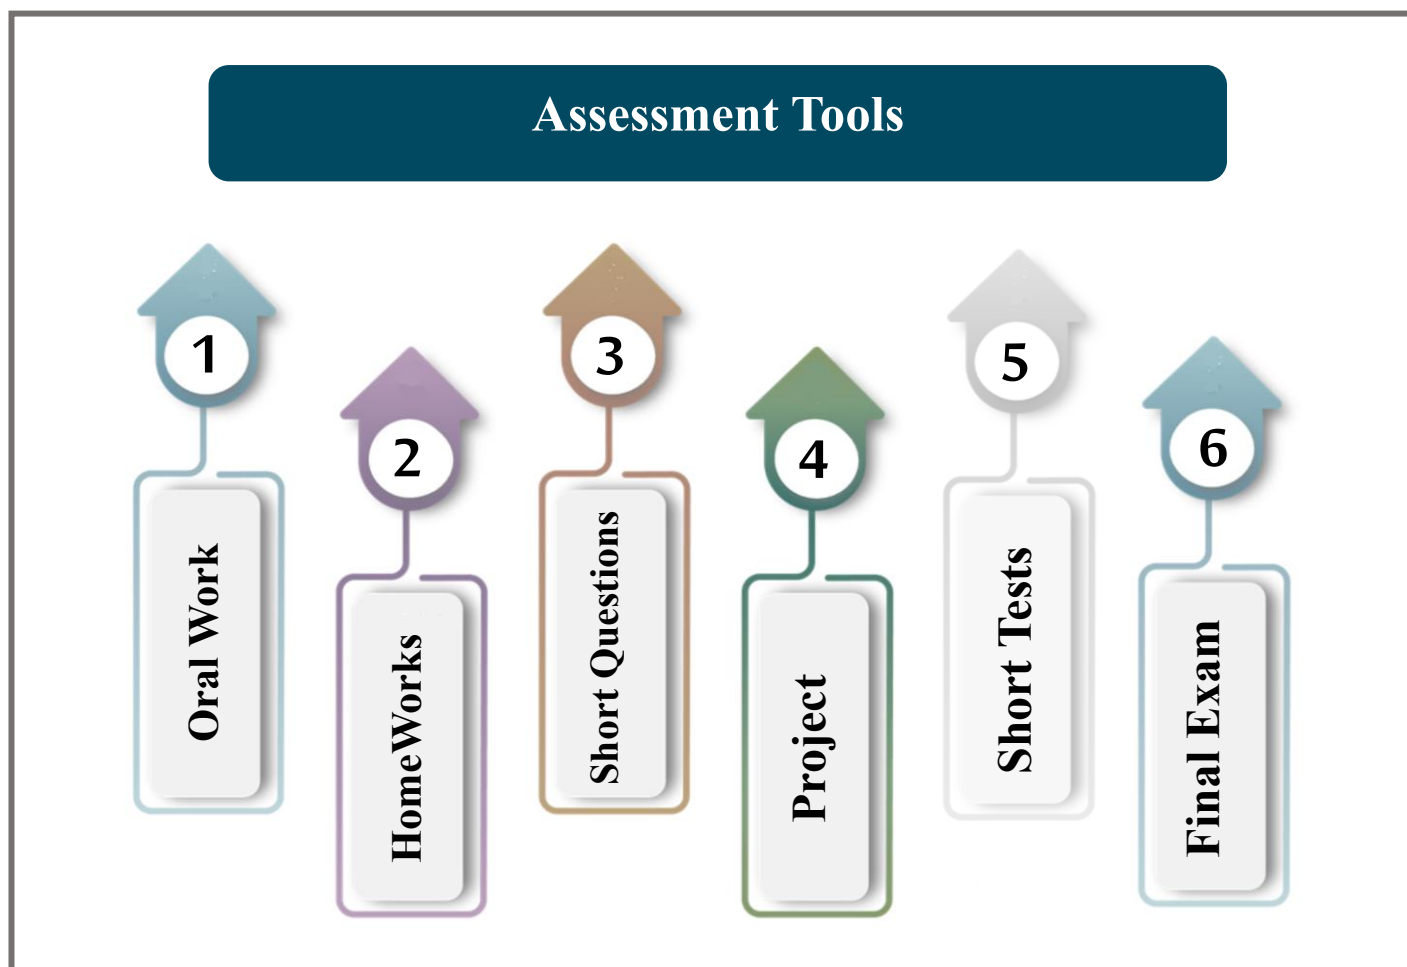 Assessment Tools
1
Oral Work
2
HomeWorks
3
Short Questions
4
Project
5
Short Tests
6
Final Exam